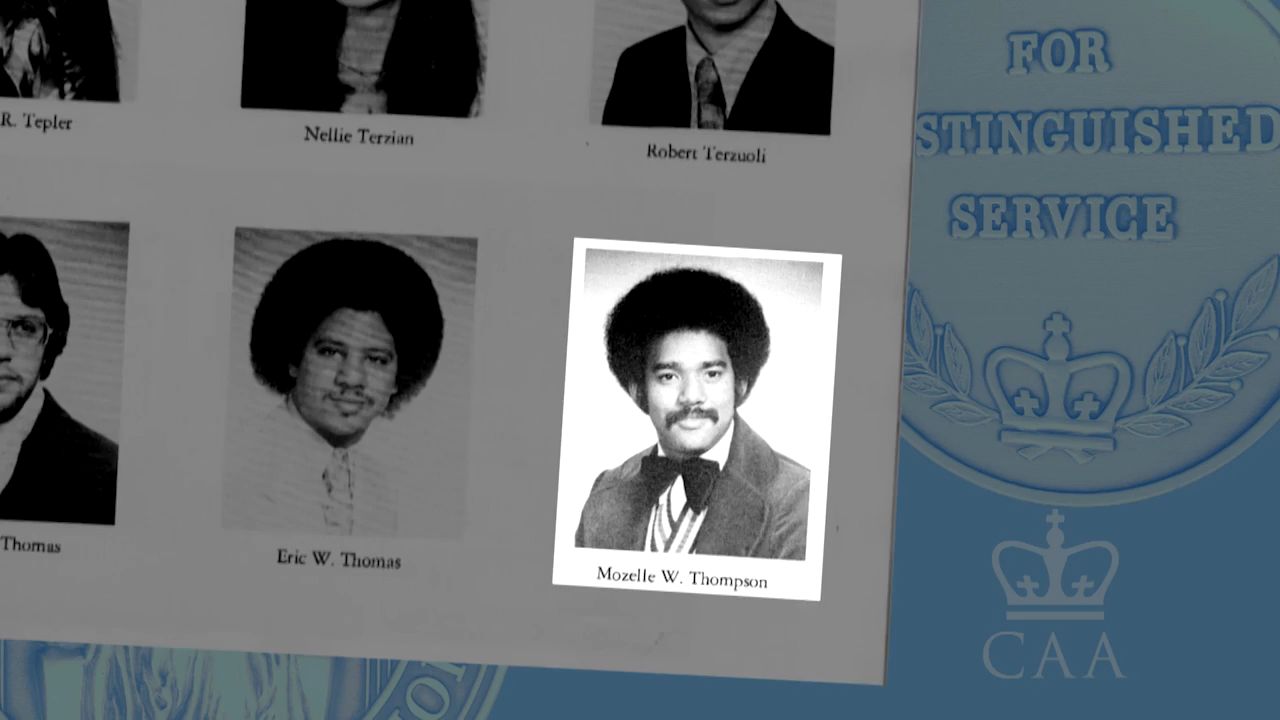 FOR
STINGUISHED
SERVICE
R. Tepler
Nellie Terzian
Robert Terzuoli
Thomas
Eric W. Thomas
Mozelle W. Thompson
CAA